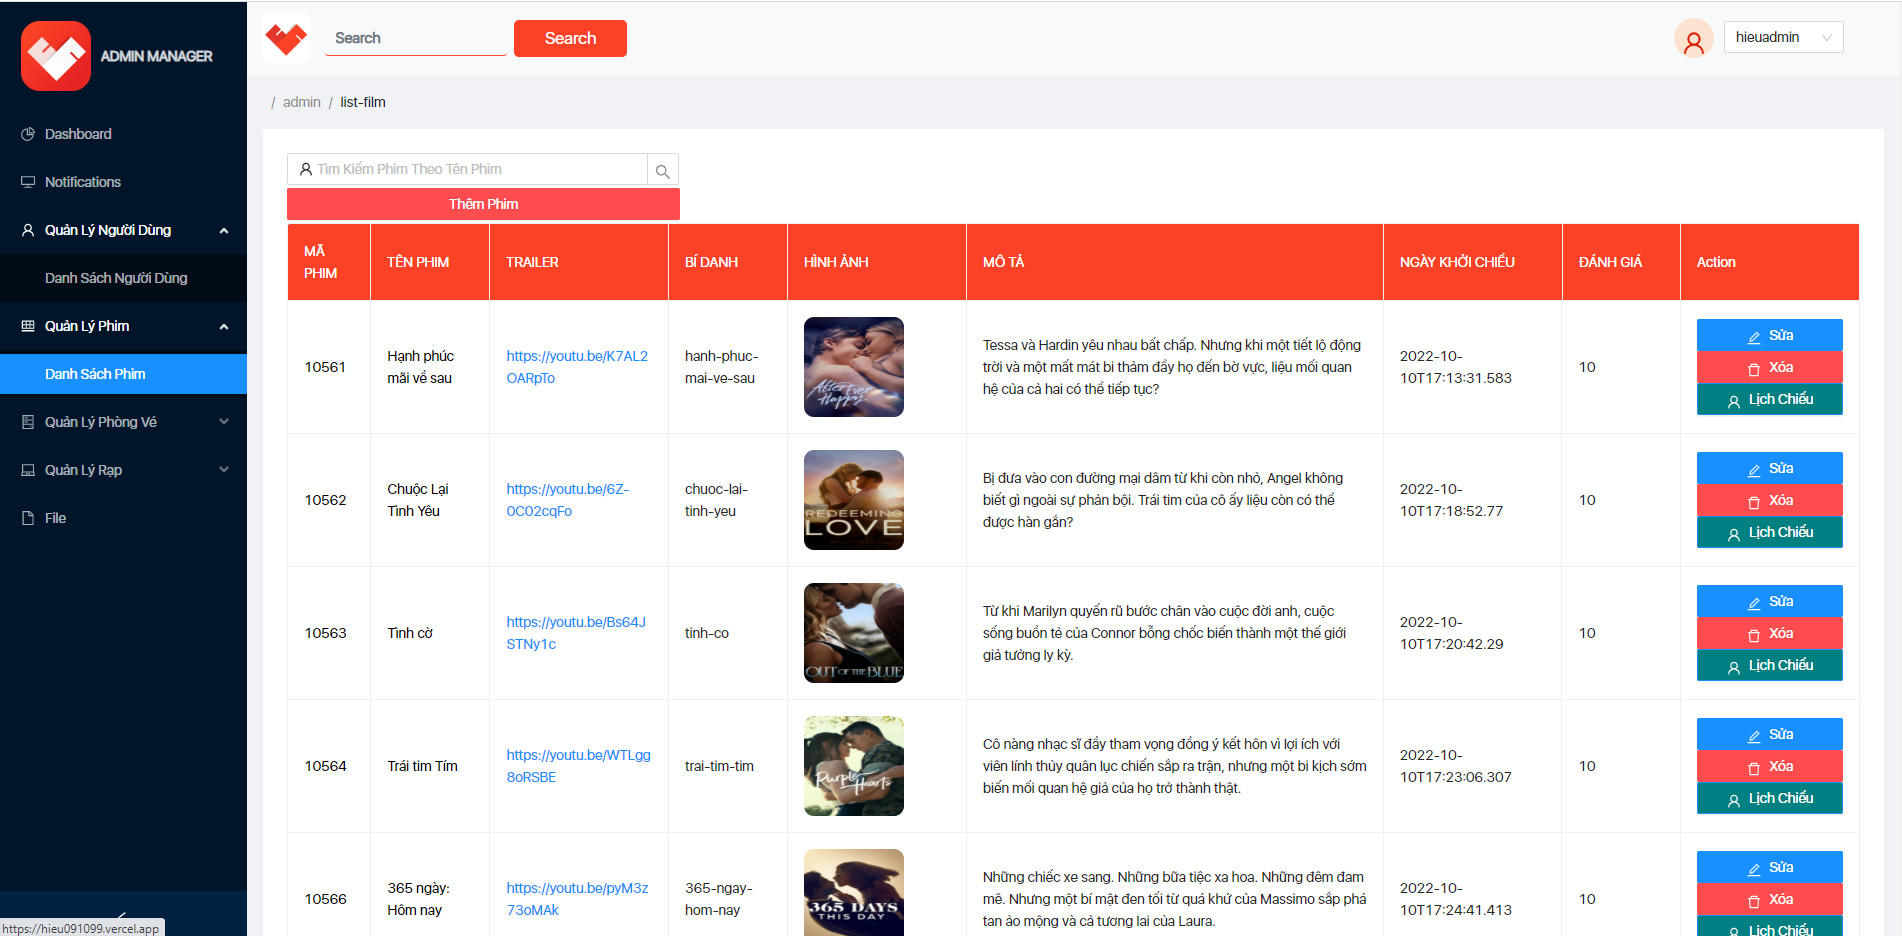 ADMIN MANAGER
Search
Search
hieuadmin
/ admin / list-film
Dashboard
Notifications
Quản Lý Người Dùng
Danh Sách Người Dùng
Quản Lý Phim
Danh Sách Phim
Quản Lý Phòng Vé
Quản Lý Rạp
File
https://hieu091099.vercel.app
Tìm Kiếm Phim Theo Tên Phim
Thêm Phim
MÃ
PHIM
TÊN PHIM
TRAILER
BÍ DANH
HÌNH ẢNH
MÔ TẢ
NGÀY KHỞI CHIẾU
ĐÁNH GIÁ
Action
10561
Hạnh phúc
mãi về sau
https://youtu.be/K7AL2
OARpTo
hanh-phuc-
mai-ve-sau
After Ever
Happy
Tessa và Hardin yêu nhau bất chấp. Nhưng khi một tiết lộ động
trời và một mất mát bi thảm đẩy họ đến bờ vực, liệu mối quan
hệ của cả hai có thể tiếp tục?
2022-10-
10T17:13:31.583
10
Sửa
Xóa
Lịch Chiếu
10562
Chuộc Lại
Tình Yêu
https://youtu.be/6Z-
0C02cqFo
chuoc-lai-
tinh-yeu
REDEEMING
LOVE
Bị đưa vào con đường mại dâm từ khi còn nhỏ, Angel không
biết gì ngoài sự phản bội. Trái tim của cô ấy liệu còn có thể
được hàn gắn?
2022-10-
10T17:18:52.77
10
Sửa
Xóa
Lịch Chiếu
10563
Tình cờ
https://youtu.be/Bs64J
STNy1c
tinh-co
OUT OF THE BLUE
Từ khi Marilyn quyến rũ bước chân vào cuộc đời anh, cuộc
sống buồn tẻ của Connor bỗng chốc biến thành một thế giới
giả tưởng ly kỳ.
2022-10-
10T17:20:42.29
10
Sửa
Xóa
Lịch Chiếu
10564
Trái tim Tím
https://youtu.be/WTLgg
8oRSBE
trai-tim-tim
Purple Hearts
Cô nàng nhạc sĩ đầy tham vọng đồng ý kết hôn vì lợi ích với
viên lính thủy quân lục chiến sắp ra trận, nhưng một bi kịch sớm
biến mối quan hệ giả của họ trở thành thật.
2022-10-
10T17:23:06.307
10
Sửa
Xóa
Lịch Chiếu
10566
365 ngày:
Hôm nay
https://youtu.be/pyM3z
73oMAk
365-ngay-
hom-nay
365 DAYS
THIS DAY
Những chiếc xe sang. Những bữa tiệc xa hoa. Những đêm đam
mê. Nhưng một bí mật đen tối từ quá khứ của Massimo sắp phá
tan ảo mộng và cả tương lai của Laura.
2022-10-
10T17:24:41.413
10
Sửa
Xóa
Lịch Chiếu